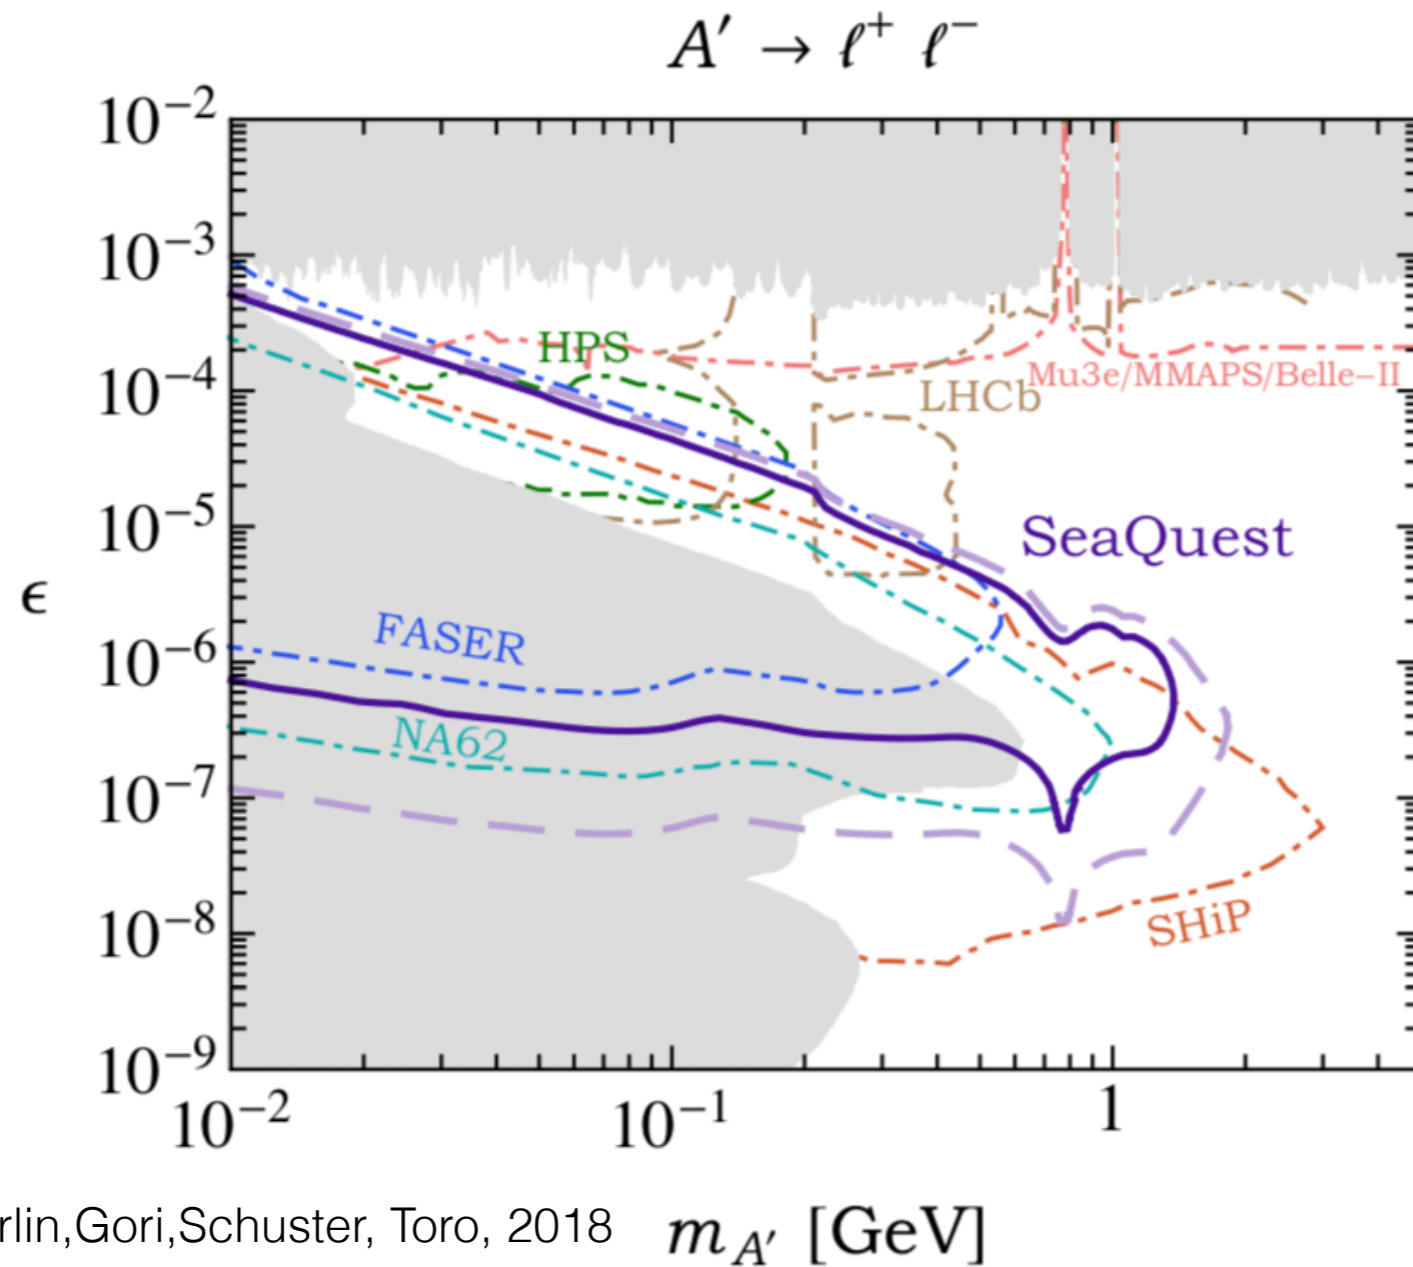 A′ → ℓ⁺ ℓ⁻
10⁻²
10⁻³
10⁻⁴
10⁻⁵
10⁻⁶
10⁻⁷
10⁻⁸
10⁻⁹
ϵ
HPS
Mu3e/MMAPS/Belle−II
LHCb
SeaQuest
FASER
NA62
SHiP
10⁻² 10⁻¹ 1
rlin,Gori,Schuster, Toro, 2018 m_A′ [GeV]